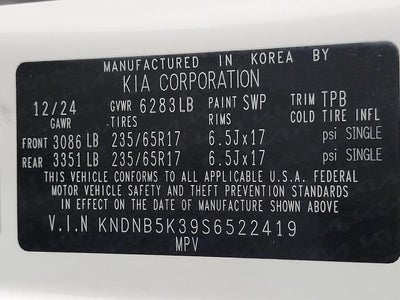 MANUFACTURED IN KOREA BY
KIA CORPORATION
12/24 GVWR 6283LB PAINT SWP TRIM TPB
GAWR TIRES RIMS COLD TIRE INFL
FRONT 3086 LB 235/65R17 6.5Jx17 psi SINGLE
REAR 3351 LB 235/65R17 6.5Jx17 psi SINGLE
THIS VEHICLE CONFORMS TO ALL APPLICABLE U.S.A. FEDERAL
MOTOR VEHICLE SAFETY AND THEFT PREVENTION STANDARDS
IN EFFECT ON THE DATE OF MANUFACTURE SHOWN ABOVE
V.I.N KNDNB5K39S6522419
MPV